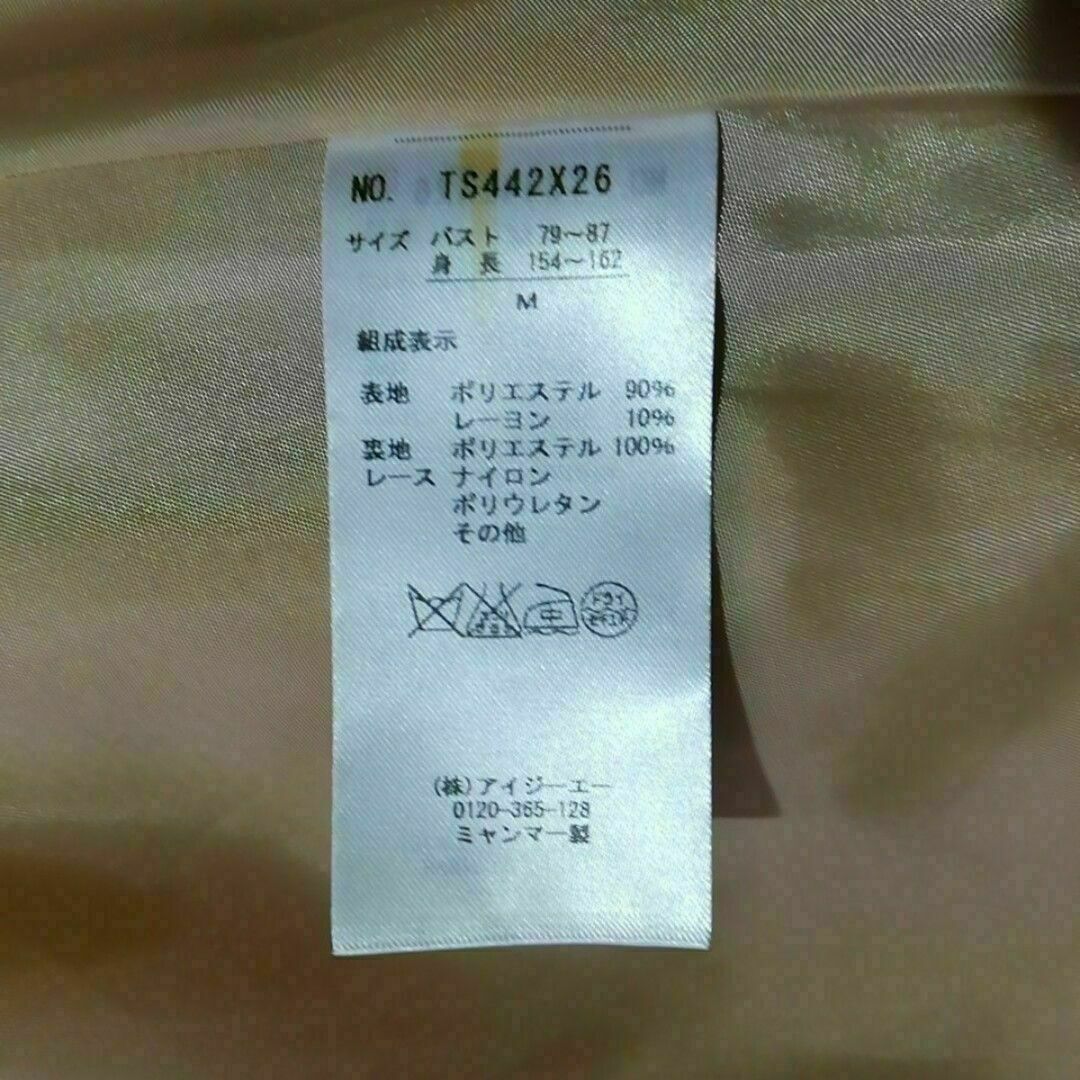 NO. TS442X26
サイズ バスト 79〜87
身長 154〜162
M
組成表示
表地 ポリエステル 90%
レーヨン 10%
裏地 ポリエステル 100%
レース ナイロン
ポリウレタン
その他
ドライ
(株)アイジーエー
0120-365-128
ミャンマー製